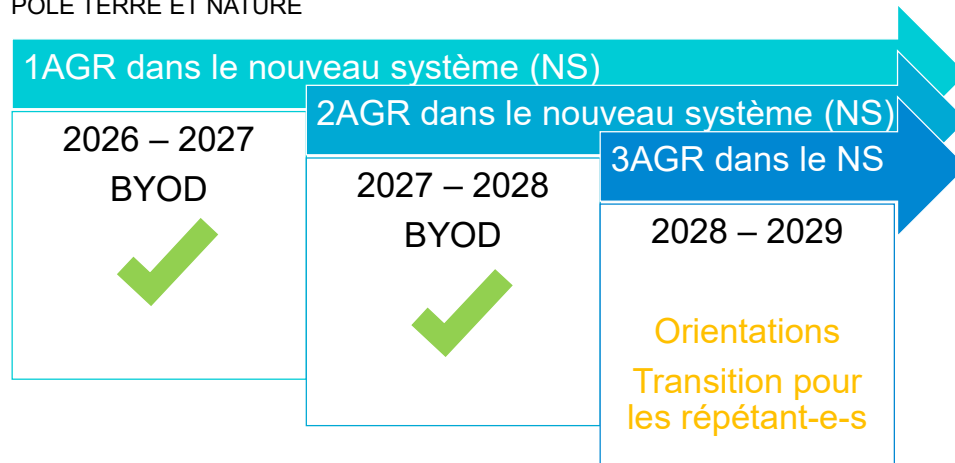 POLE TERRE ET NATURE
1AGR dans le nouveau système (NS)
2026 – 2027
BYOD
2AGR dans le nouveau système (NS)
2027 – 2028
BYOD
3AGR dans le NS
2028 – 2029
Orientations
Transition pour
les répétant-e-s